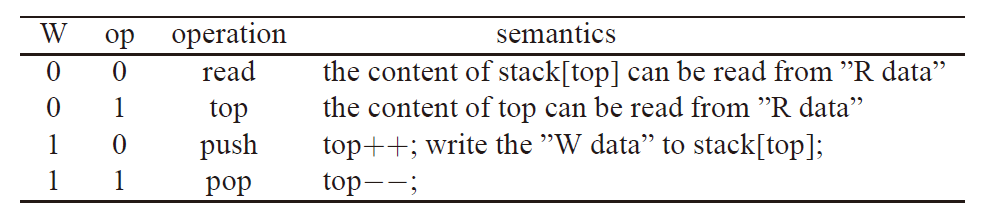 W op operation semantics
0 0 read the content of stack[top] can be read from ”R data”
0 1 top the content of top can be read from ”R data”
1 0 push top++; write the ”W data” to stack[top];
1 1 pop top−−;